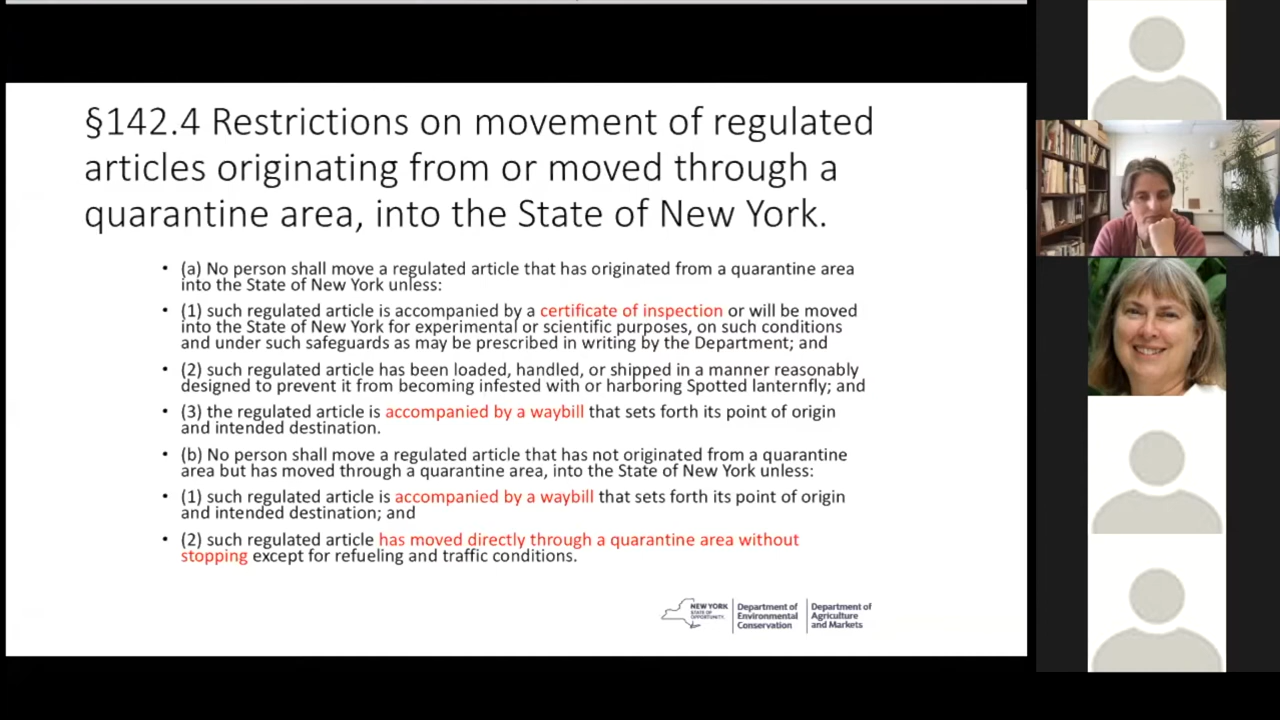 §142.4 Restrictions on movement of regulated
articles originating from or moved through a
quarantine area, into the State of New York.
• (a) No person shall move a regulated article that has originated from a quarantine area
into the State of New York unless:
• (1) such regulated article is accompanied by a certificate of inspection or will be moved
into the State of New York for experimental or scientific purposes, on such conditions
and under such safeguards as may be prescribed in writing by the Department; and
• (2) such regulated article has been loaded, handled, or shipped in a manner reasonably
designed to prevent it from becoming infested with or harboring Spotted lanternfly; and
• (3) the regulated article is accompanied by a waybill that sets forth its point of origin
and intended destination.
• (b) No person shall move a regulated article that has not originated from a quarantine
area but has moved through a quarantine area, into the State of New York unless:
• (1) such regulated article is accompanied by a waybill that sets forth its point of origin
and intended destination; and
• (2) such regulated article has moved directly through a quarantine area without
stopping except for refueling and traffic conditions.
NEW YORK
STATE OF
OPPORTUNITY.
Department of
Environmental
Conservation
Department of
Agriculture
and Markets